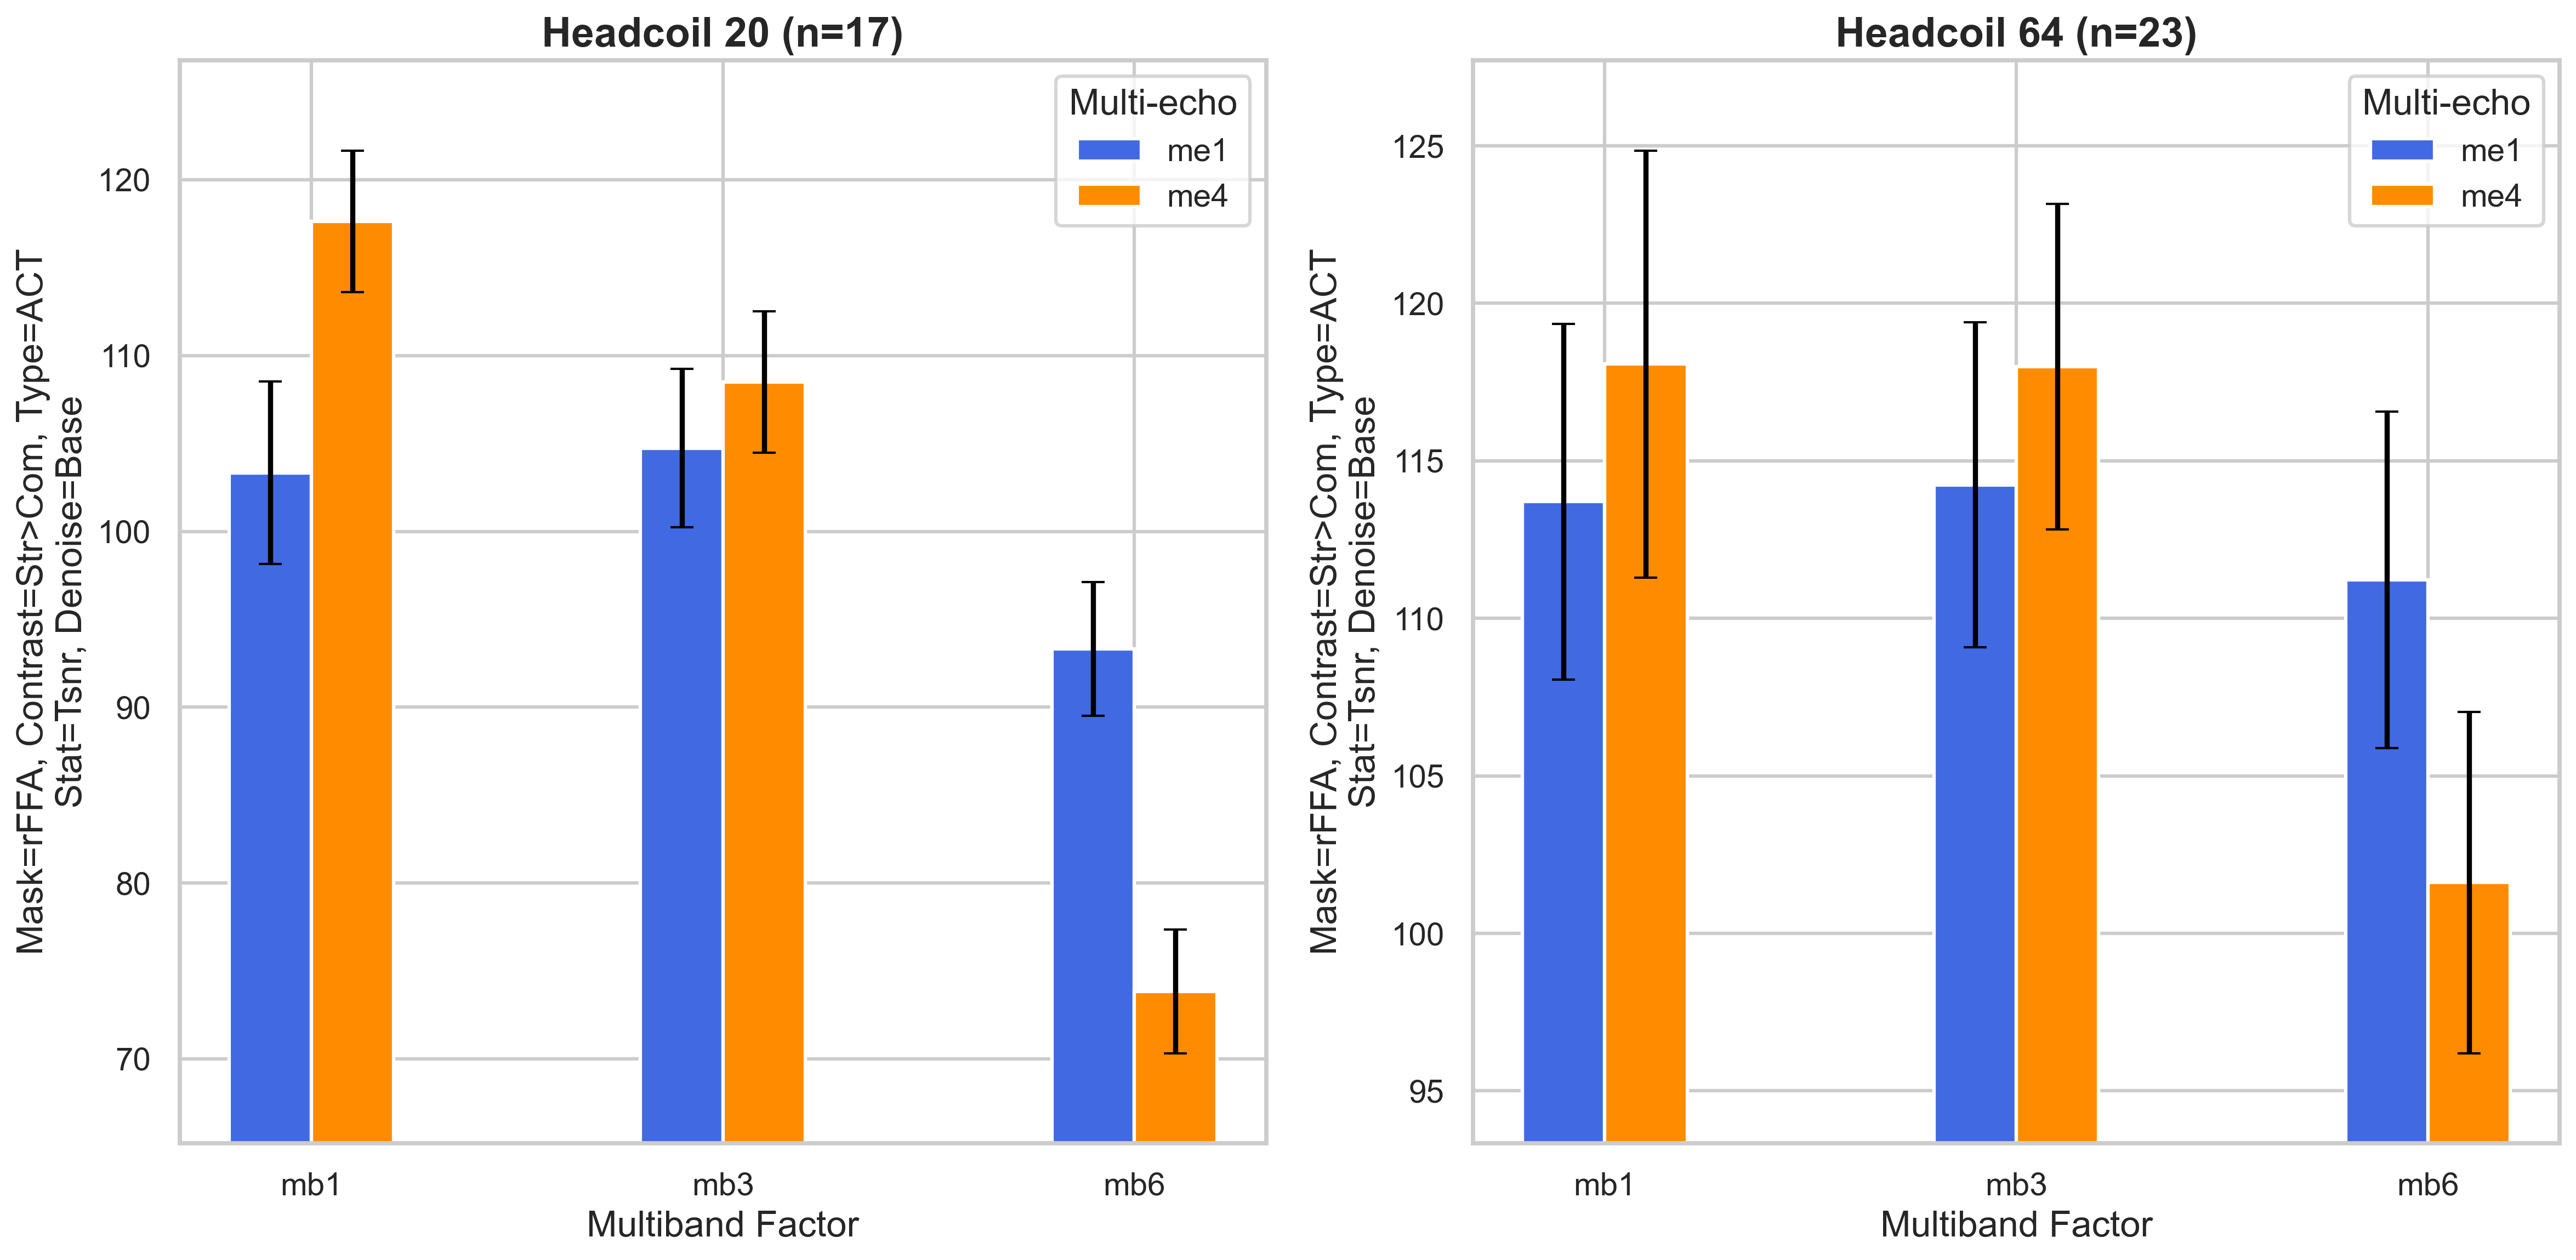 Headcoil 20 (n=17)
Mask=rFFA, Contrast=Str>Com, Type=ACT
Stat=Tsnr, Denoise=Base
120
110
100
90
80
70
Multi-echo
me1
me4
mb1
mb3
mb6
Multiband Factor
Headcoil 64 (n=23)
Mask=rFFA, Contrast=Str>Com, Type=ACT
Stat=Tsnr, Denoise=Base
125
120
115
110
105
100
95
Multi-echo
me1
me4
mb1
mb3
mb6
Multiband Factor